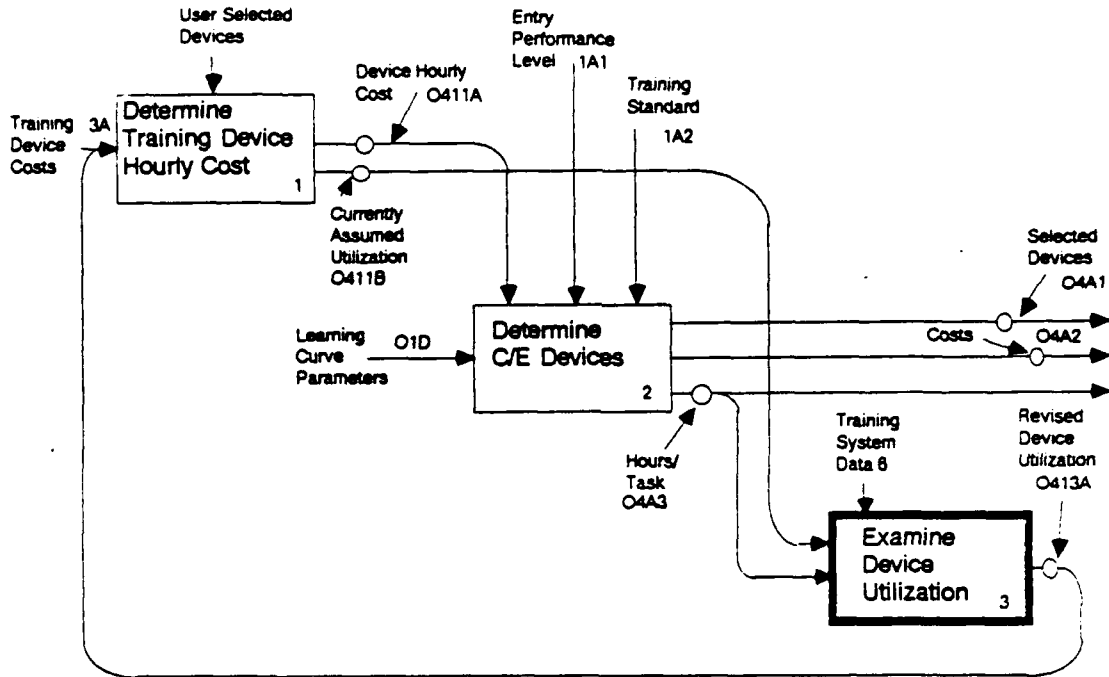 User Selected
Devices
Entry
Performance
Level 1A1
Device Hourly
Cost O411A
Training
Standard
1A2
Training
Device
Costs
3A
Determine
Training Device
Hourly Cost
1
Currently
Assumed
Utilization
O411B
Selected
Devices
O4A1
Learning
Curve
Parameters
O1D
Determine
C/E Devices
2
Costs
O4A2
Hours/
Task
O4A3
Training
System
Data 6
Revised
Device
Utilization
O413A
Examine
Device
Utilization
3